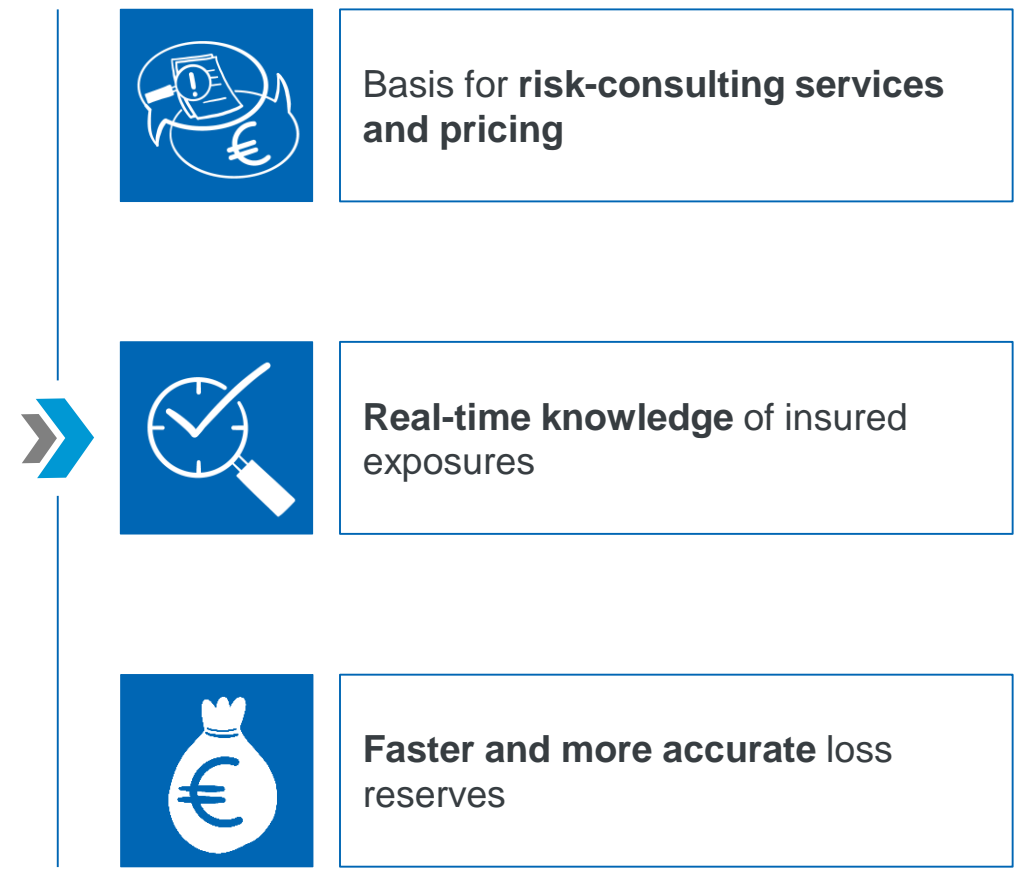 Basis for risk-consulting services
and pricing
Real-time knowledge of insured
exposures
Faster and more accurate loss
reserves